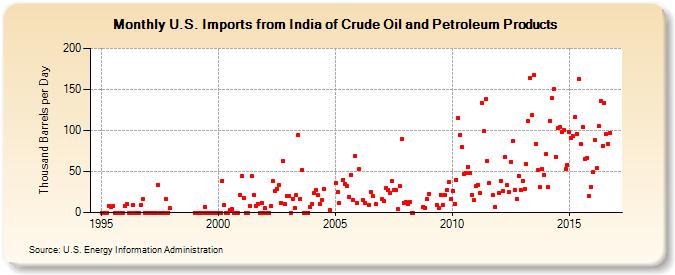 Monthly U.S. Imports from India of Crude Oil and Petroleum Products
Thousand Barrels per Day
200
150
100
50
0
1995 2000 2005 2010 2015
Source: U.S. Energy Information Administration